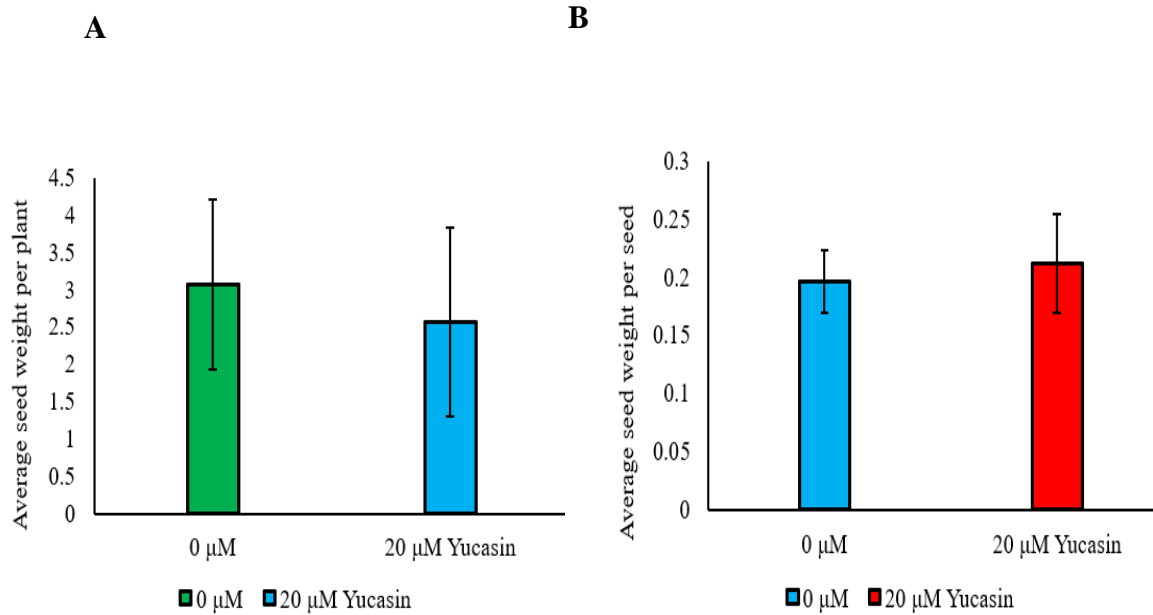 A
Average seed weight per plant
4.5
4
3.5
3
2.5
2
1.5
1
0.5
0
0 μM
20 μM Yucasin
0 μM
20 μM Yucasin
B
Average seed weight per seed
0.3
0.25
0.2
0.15
0.1
0.05
0
0 μM
20 μM Yucasin
0 μM
20 μM Yucasin